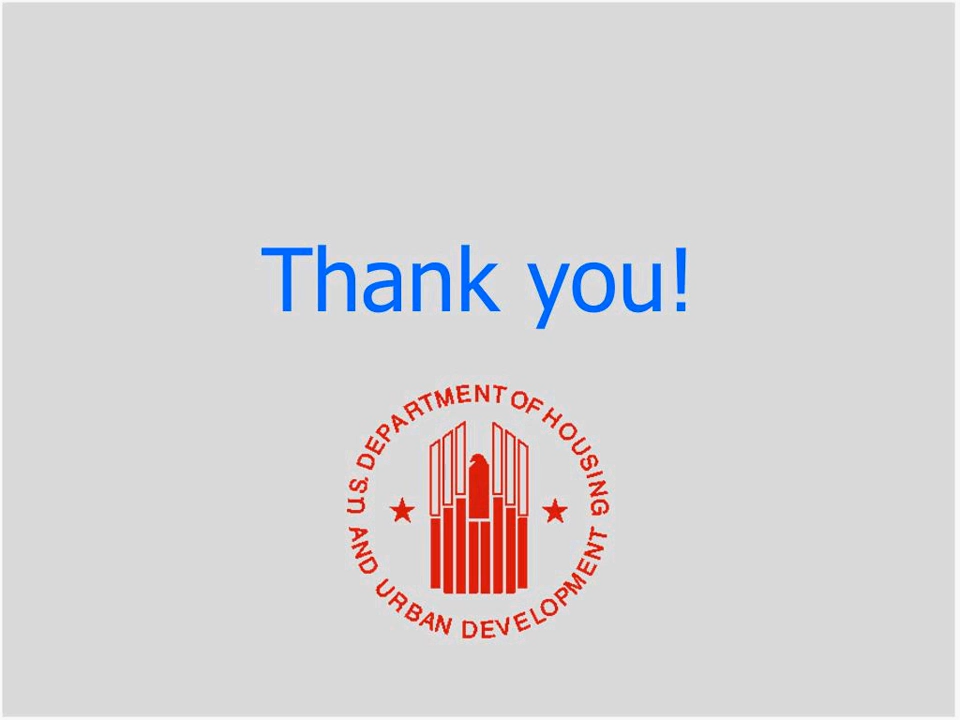 Thank you!
U.S. DEPARTMENT OF HOUSING
AND URBAN DEVELOPMENT